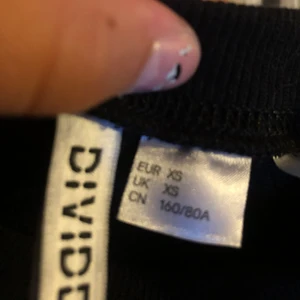 DIVIDE
EUR XS
UK XS
CN 160/80A